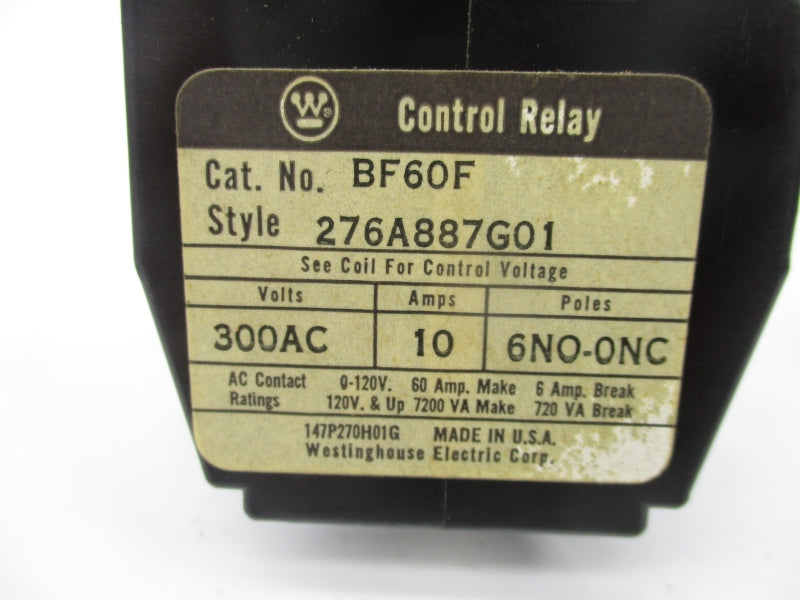 W ®
Control Relay
Cat. No. BF60F
Style 276A887G01
See Coil For Control Voltage
Volts Amps Poles
300AC 10 6NO-0NC
AC Contact 0-120V. 60 Amp. Make 6 Amp. Break
Ratings 120V. & Up 7200 VA Make 720 VA Break
147P270H01G MADE IN U.S.A.
Westinghouse Electric Corp.